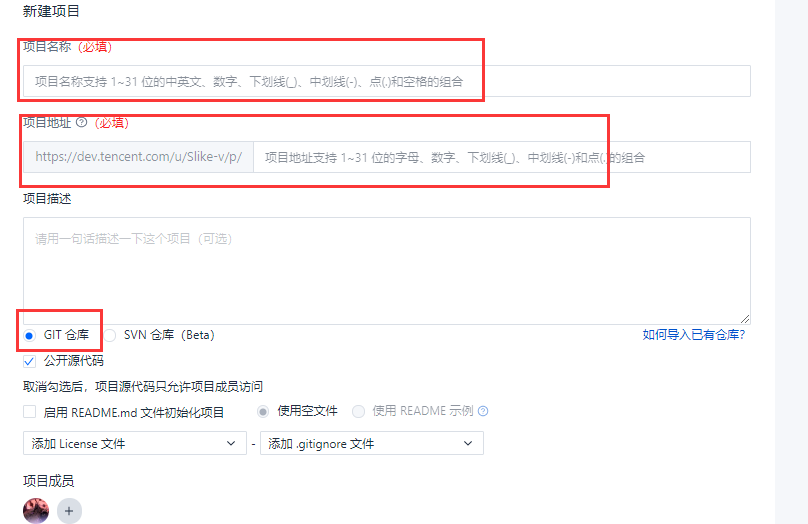 新建项目
项目名称（必填）
项目名称支持 1~31 位的中英文、数字、下划线(_)、中划线(-)、点(.)和空格的组合
项目地址 ? （必填）
https://dev.tencent.com/u/Slike-v/p/ 项目地址支持 1~31 位的字母、数字、下划线(_)、中划线(-)和点(.)的组合
项目描述
请用一句话描述一下这个项目（可选）
GIT 仓库 SVN 仓库（Beta） 如何导入已有仓库？
公开源代码
取消勾选后，项目源代码只允许项目成员访问
启用 README.md 文件初始化项目 使用空文件 使用 README 示例 ?
添加 License 文件 - 添加 .gitignore 文件
项目成员
+